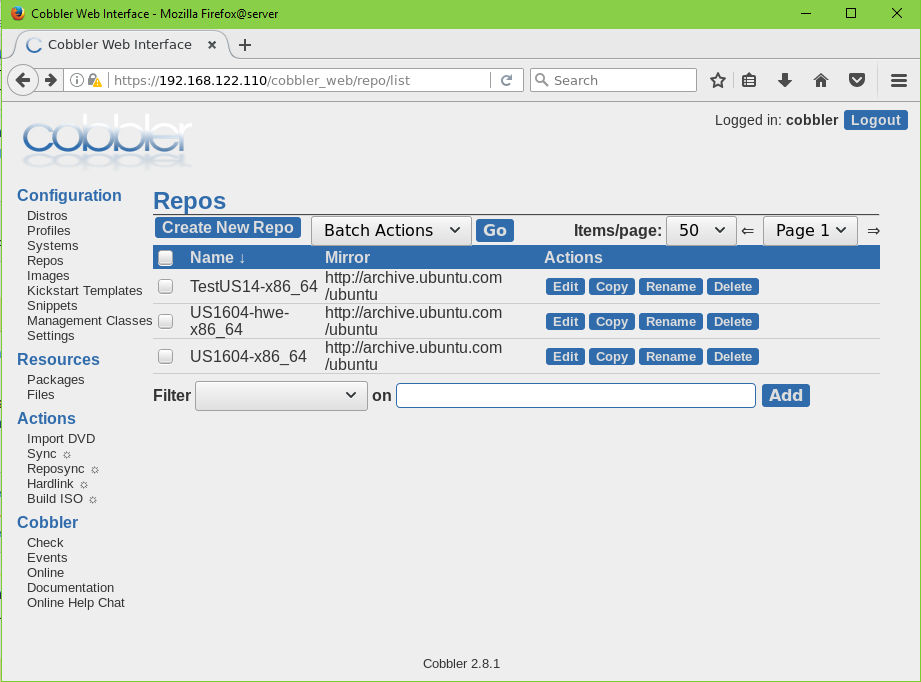 Cobbler Web Interface - Mozilla Firefox@server
Cobbler Web Interface
https://192.168.122.110/cobbler_web/repo/list
Search
cobbler
Logged in: cobbler Logout
Configuration
Distros
Profiles
Systems
Repos
Images
Kickstart Templates
Snippets
Management Classes
Settings
Resources
Packages
Files
Actions
Import DVD
Sync ☼
Reposync ☼
Hardlink ☼
Build ISO ☼
Cobbler
Check
Events
Online
Documentation
Online Help Chat
Repos
Create New Repo Batch Actions Go Items/page: 50 ⇐ Page 1 ⇒
Name ↓ Mirror Actions
TestUS14-x86_64 http://archive.ubuntu.com
/ubuntu
Edit Copy Rename Delete
US1604-hwe-
x86_64
http://archive.ubuntu.com
/ubuntu
Edit Copy Rename Delete
US1604-x86_64 http://archive.ubuntu.com
/ubuntu
Edit Copy Rename Delete
Filter on Add
Cobbler 2.8.1